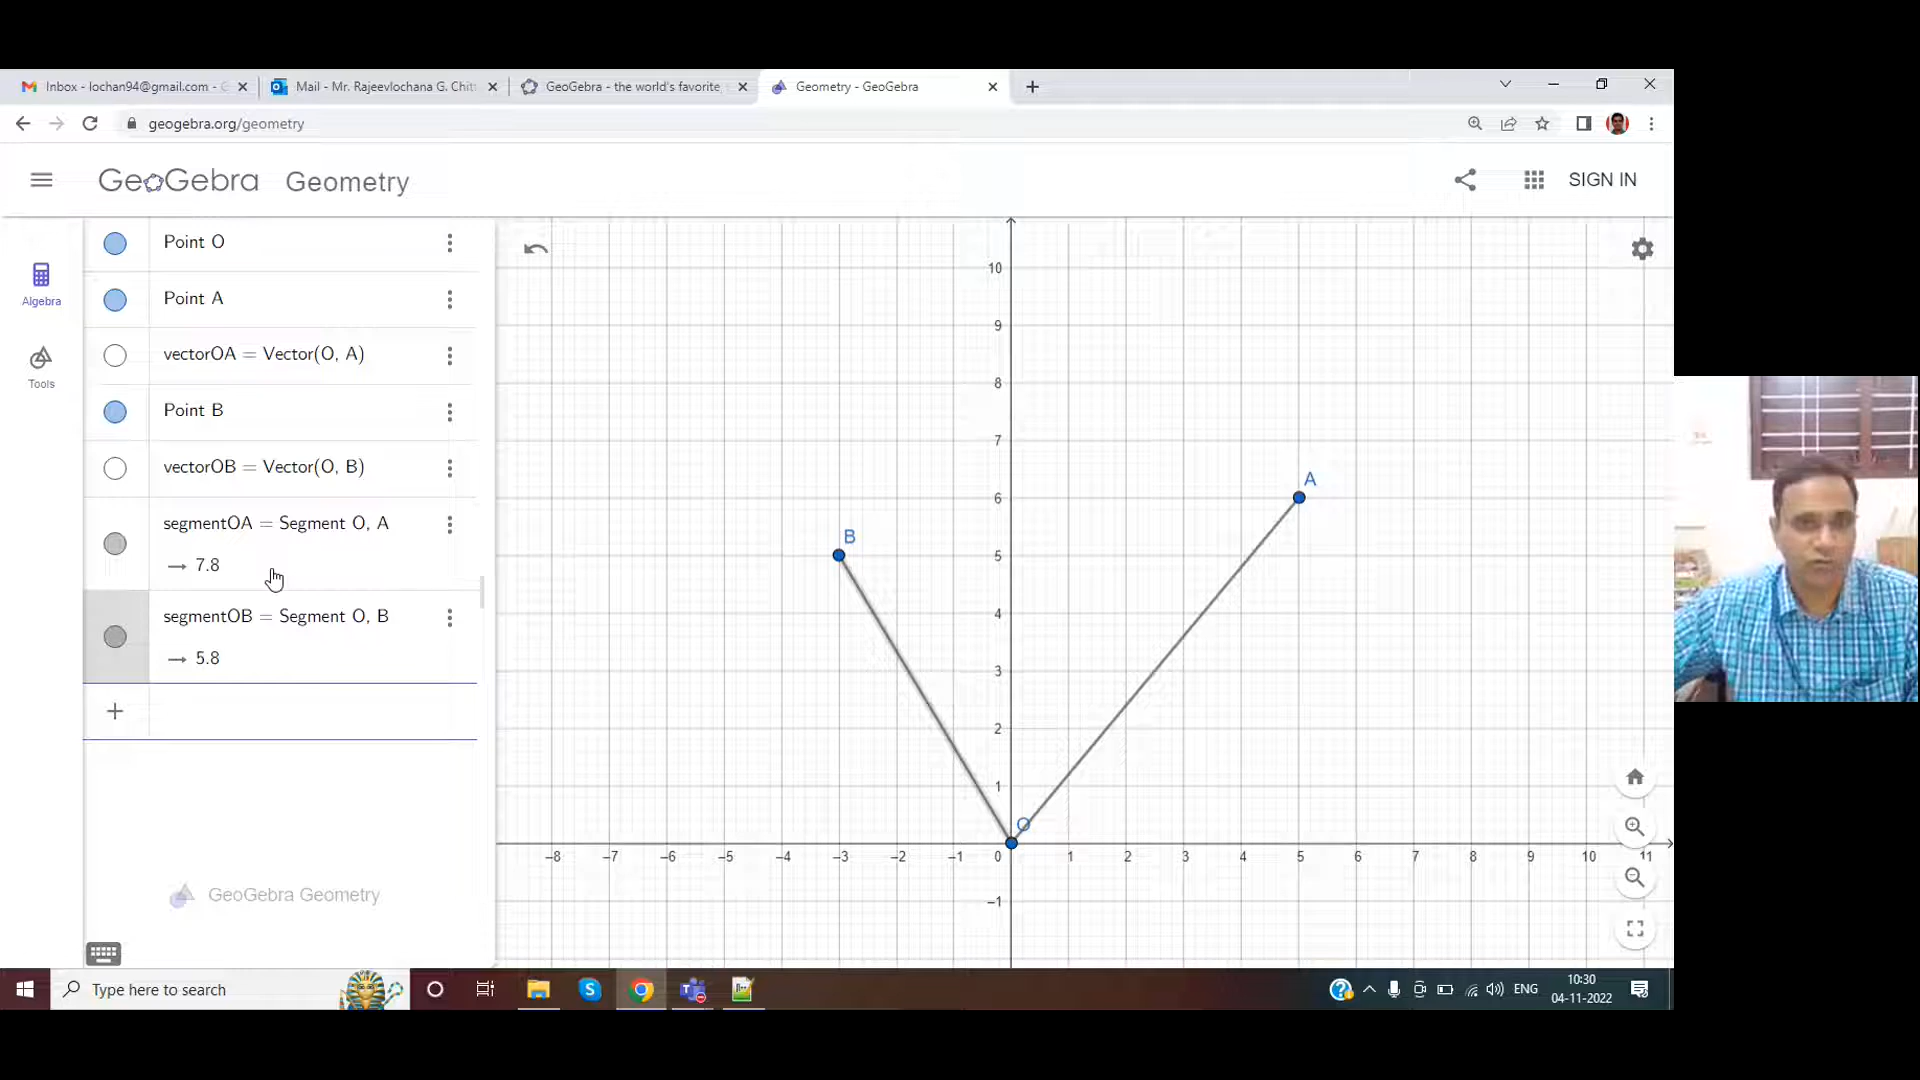 Inbox - lochan94@gmail.com - G
Mail - Mr. Rajeevlochana G. Chitt
GeoGebra - the world's favorite,
Geometry - GeoGebra
geogebra.org/geometry
GeoGebra Geometry
SIGN IN
Algebra
Tools
Point O
Point A
vectorOA = Vector(O, A)
Point B
vectorOB = Vector(O, B)
segmentOA = Segment O, A
→ 7.8
segmentOB = Segment O, B
→ 5.8
+
GeoGebra Geometry
10
9
8
7
6
5
4
3
2
1
−1
A
B
O
−8 −7 −6 −5 −4 −3 −2 −1 0 1 2 3 4 5 6 7 8 9 10 11
Type here to search
ENG
10:30
04-11-2022